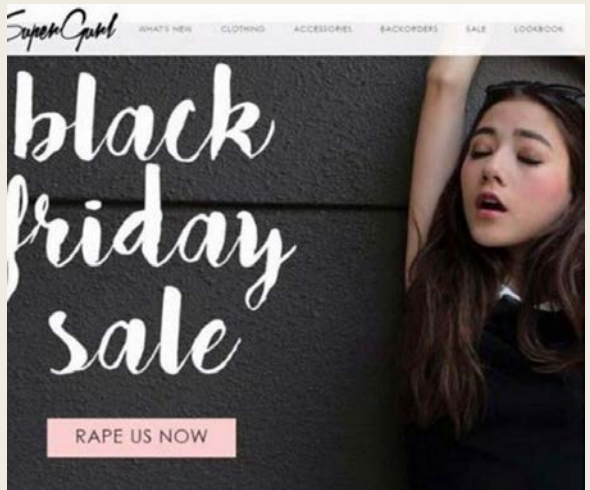 SuperGurl WHAT'S NEW CLOTHING ACCESSORIES BACKORDERS SALE LOOKBOOK
black
friday
sale
RAPE US NOW